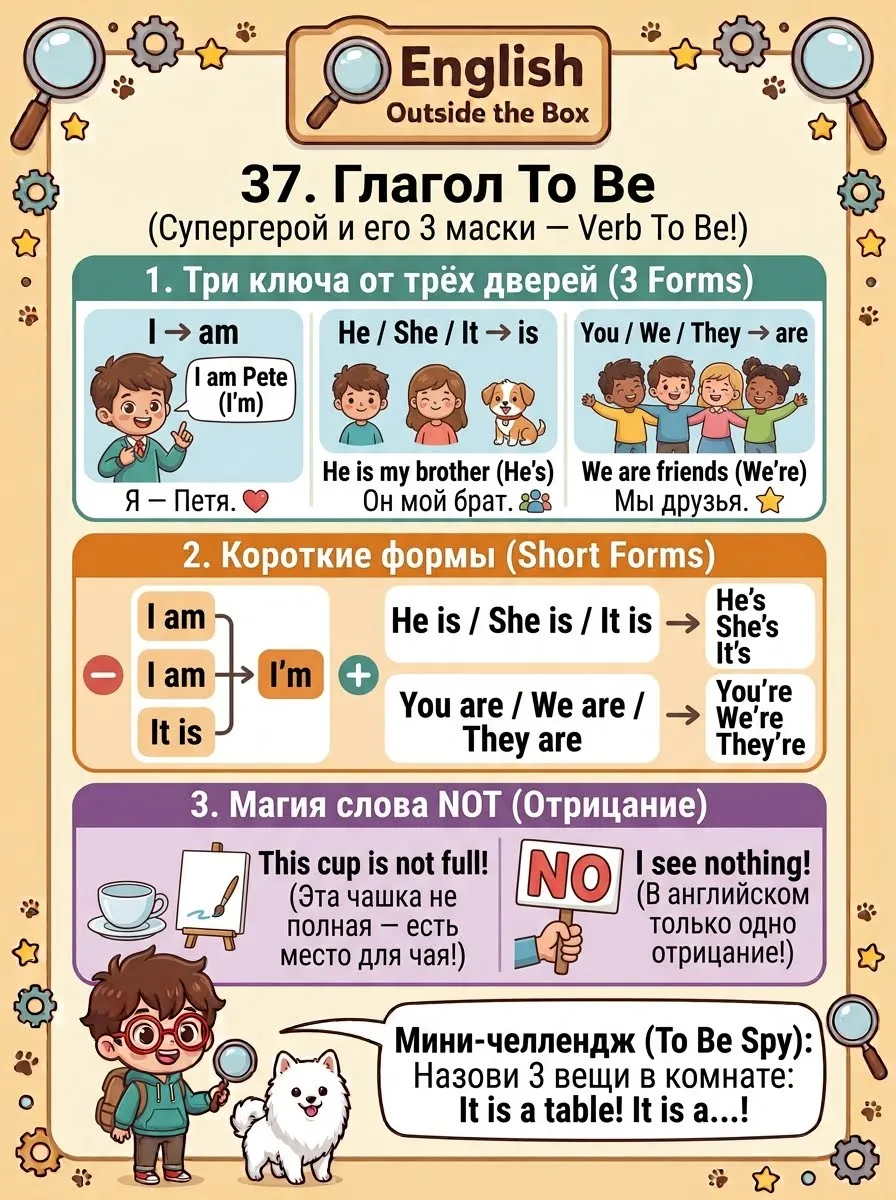 English
Outside the Box
37. Глагол To Be
(Супергерой и его 3 маски — Verb To Be!)
1. Три ключа от трёх дверей (3 Forms)
I → am
I am Pete
(I'm)
Я — Петя.
He / She / It → is
He is my brother (He's)
Он мой брат.
You / We / They → are
We are friends (We're)
Мы друзья.
2. Короткие формы (Short Forms)
I am
I am
It is
I'm
He is / She is / It is →
He's
She's
It's
You are / We are /
They are →
You're
We're
They're
3. Магия слова NOT (Отрицание)
This cup is not full!
(Эта чашка не
полная — есть
место для чая!)
NO
I see nothing!
(В английском
только одно
отрицание!)
Мини-челлендж (To Be Spy):
Назови 3 вещи в комнате:
It is a table! It is a...!